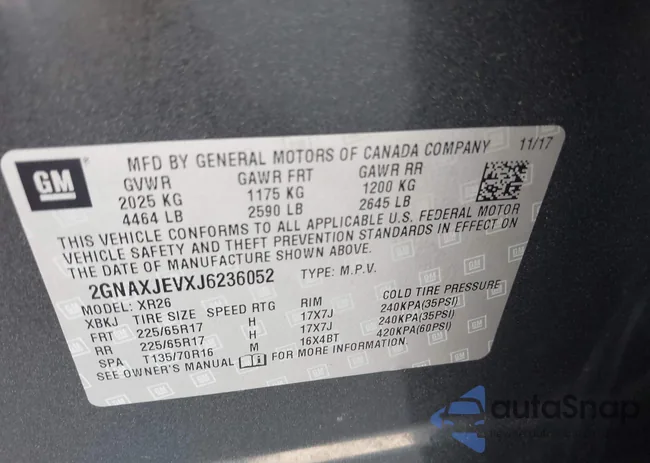 GM
MFD BY GENERAL MOTORS OF CANADA COMPANY 11/17
GVWR GAWR FRT GAWR RR
2025 KG 1175 KG 1200 KG
4464 LB 2590 LB 2645 LB
THIS VEHICLE CONFORMS TO ALL APPLICABLE U.S. FEDERAL MOTOR
VEHICLE SAFETY AND THEFT PREVENTION STANDARDS IN EFFECT ON
THE DATE OF MANUFACTURE SHOWN ABOVE.
2GNAXJEVXJ6236052 TYPE: M.P.V.
MODEL: XR26
XBKJ TIRE SIZE SPEED RTG RIM COLD TIRE PRESSURE
FRT 225/65R17 H 17X7J 240KPA(35PSI)
RR 225/65R17 H 17X7J 240KPA(35PSI)
SPA T135/70R16 M 16X4BT 420KPA(60PSI)
SEE OWNER'S MANUAL FOR MORE INFORMATION.
autoSnap